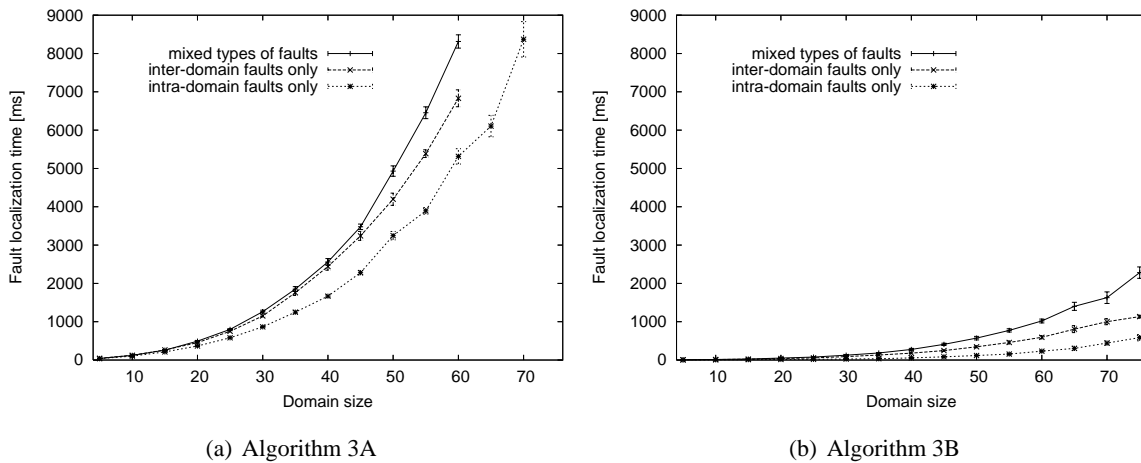 9000
8000
7000
6000
5000
4000
3000
2000
1000
0
10 20 30 40 50 60 70
Fault localization time [ms]
Domain size
mixed types of faults
inter-domain faults only
intra-domain faults only
(a) Algorithm 3A
9000
8000
7000
6000
5000
4000
3000
2000
1000
0
10 20 30 40 50 60 70
Fault localization time [ms]
Domain size
mixed types of faults
inter-domain faults only
intra-domain faults only
(b) Algorithm 3B